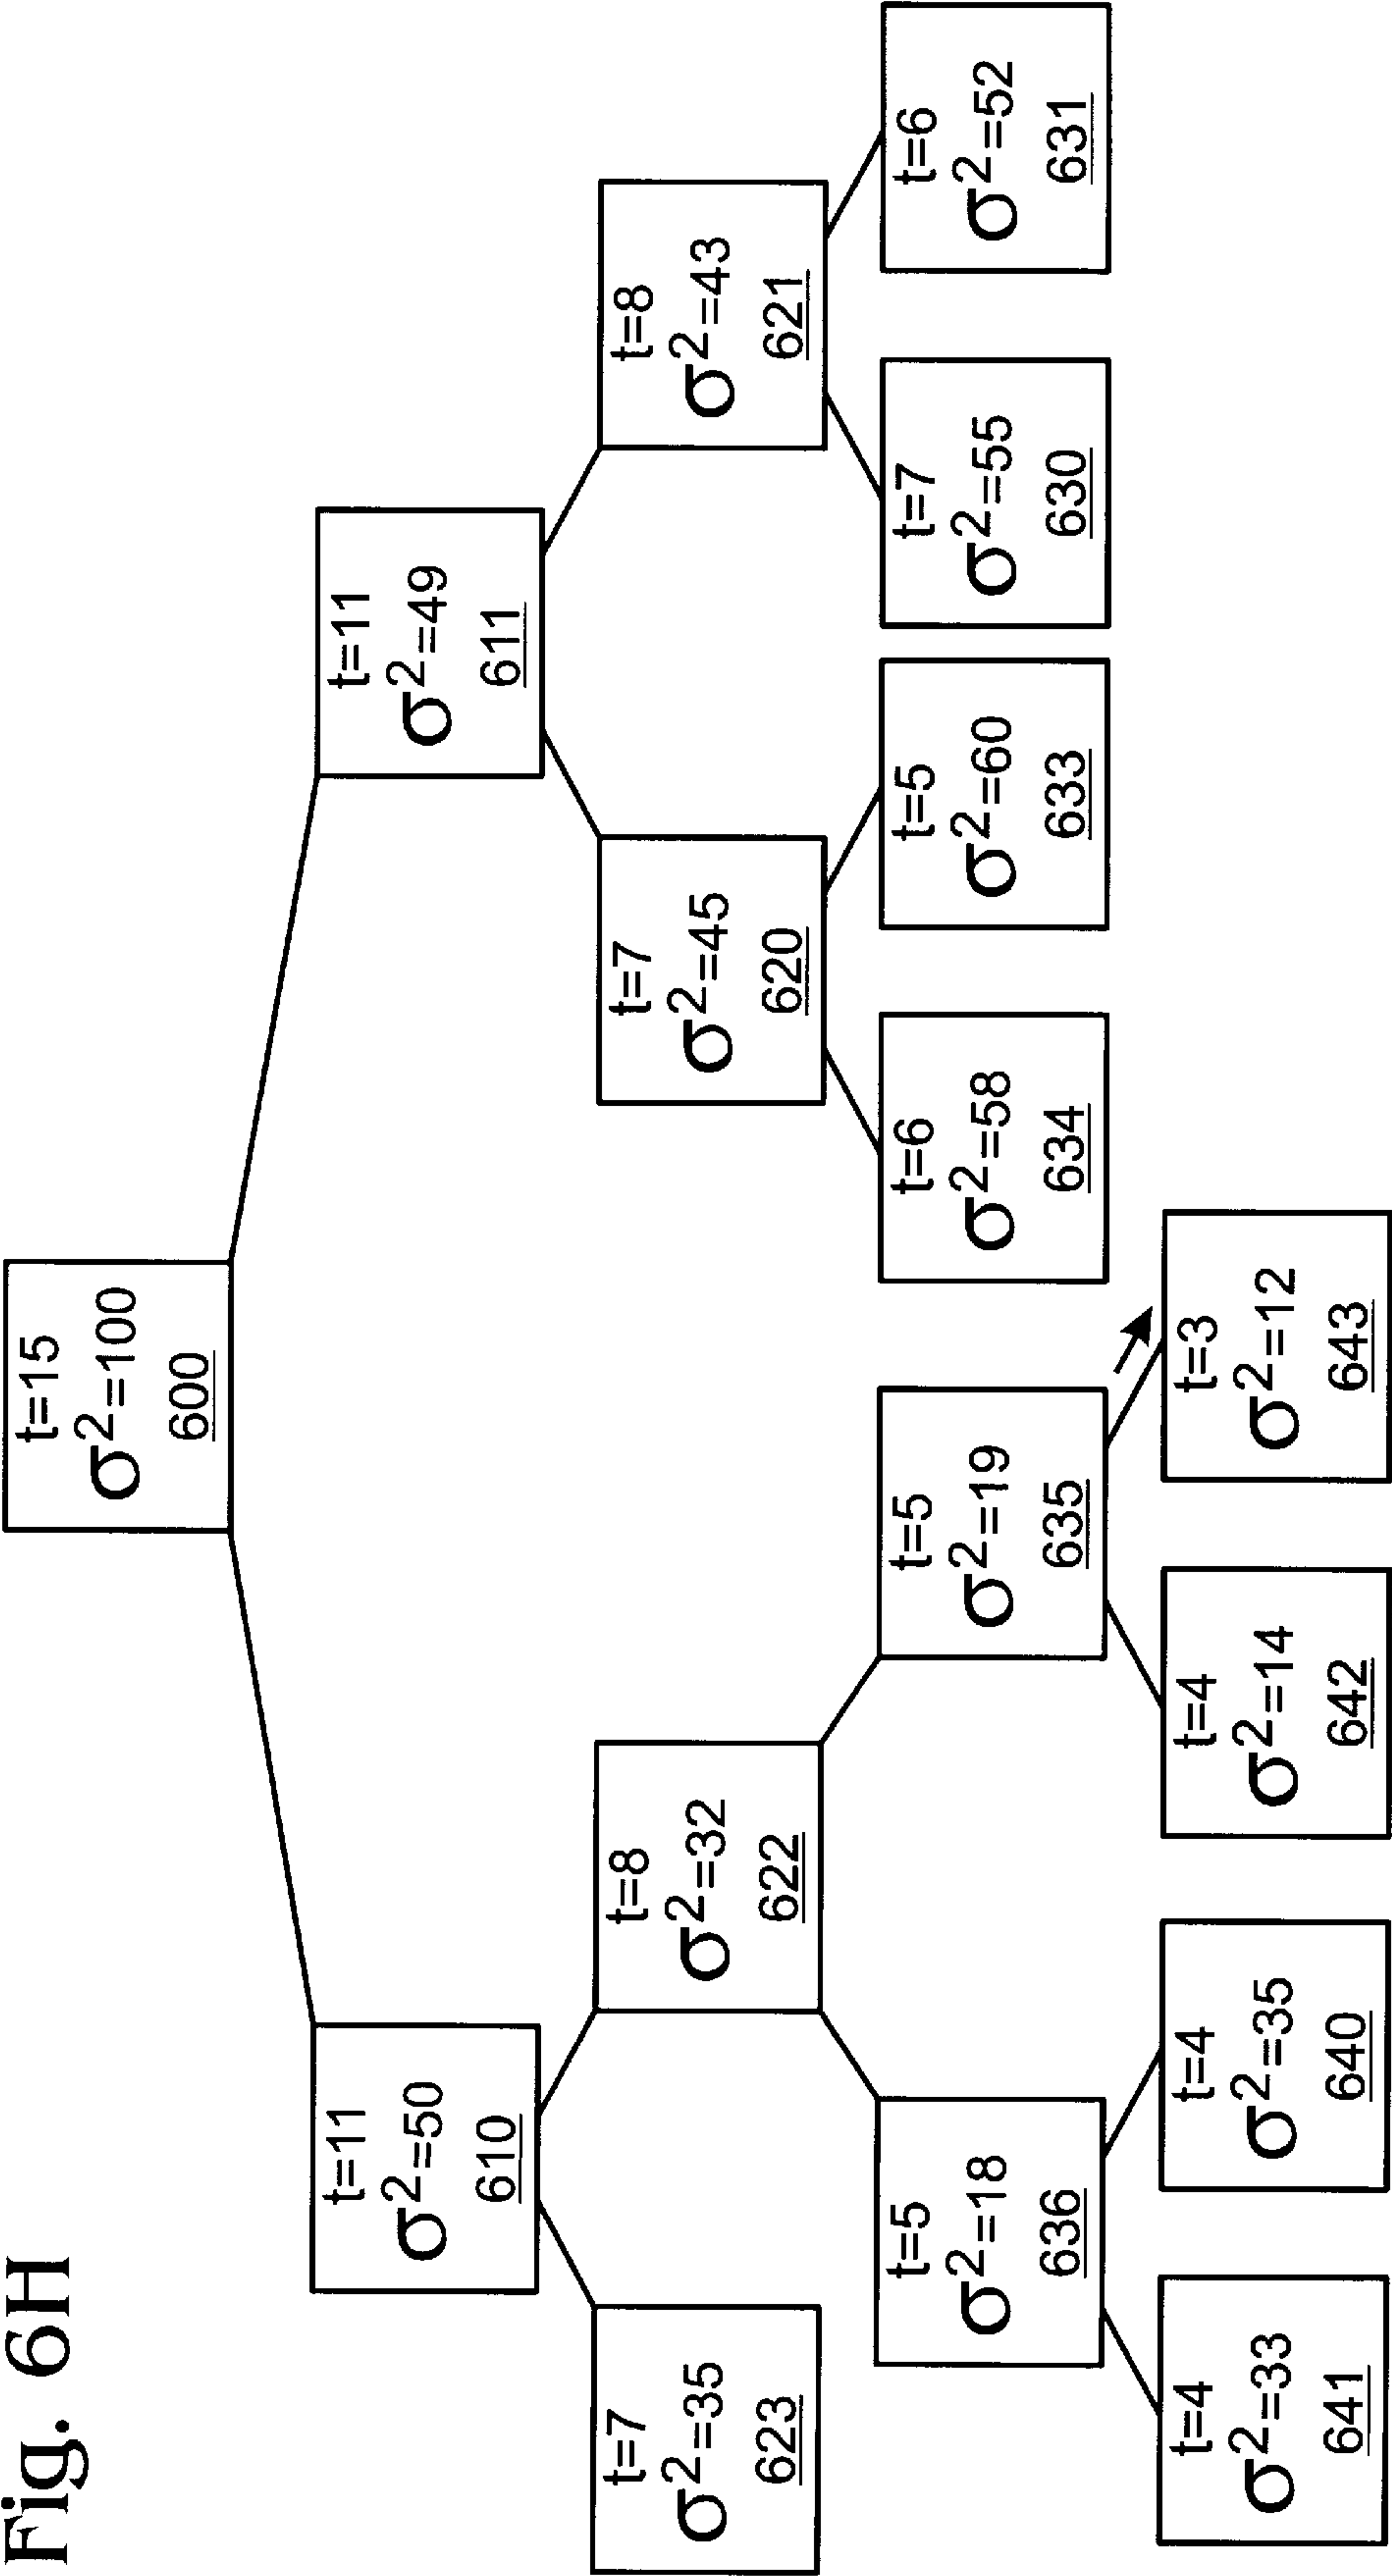 Fig. 6H
t=15
σ²=100
600
t=11
σ²=50
610
t=11
σ²=49
611
t=7
σ²=35
623
t=8
σ²=32
622
t=7
σ²=45
620
t=8
σ²=43
621
t=5
σ²=18
636
t=5
σ²=19
635
t=6
σ²=58
634
t=5
σ²=60
633
t=7
σ²=55
630
t=6
σ²=52
631
t=4
σ²=33
641
t=4
σ²=35
640
t=4
σ²=14
642
t=3
σ²=12
643